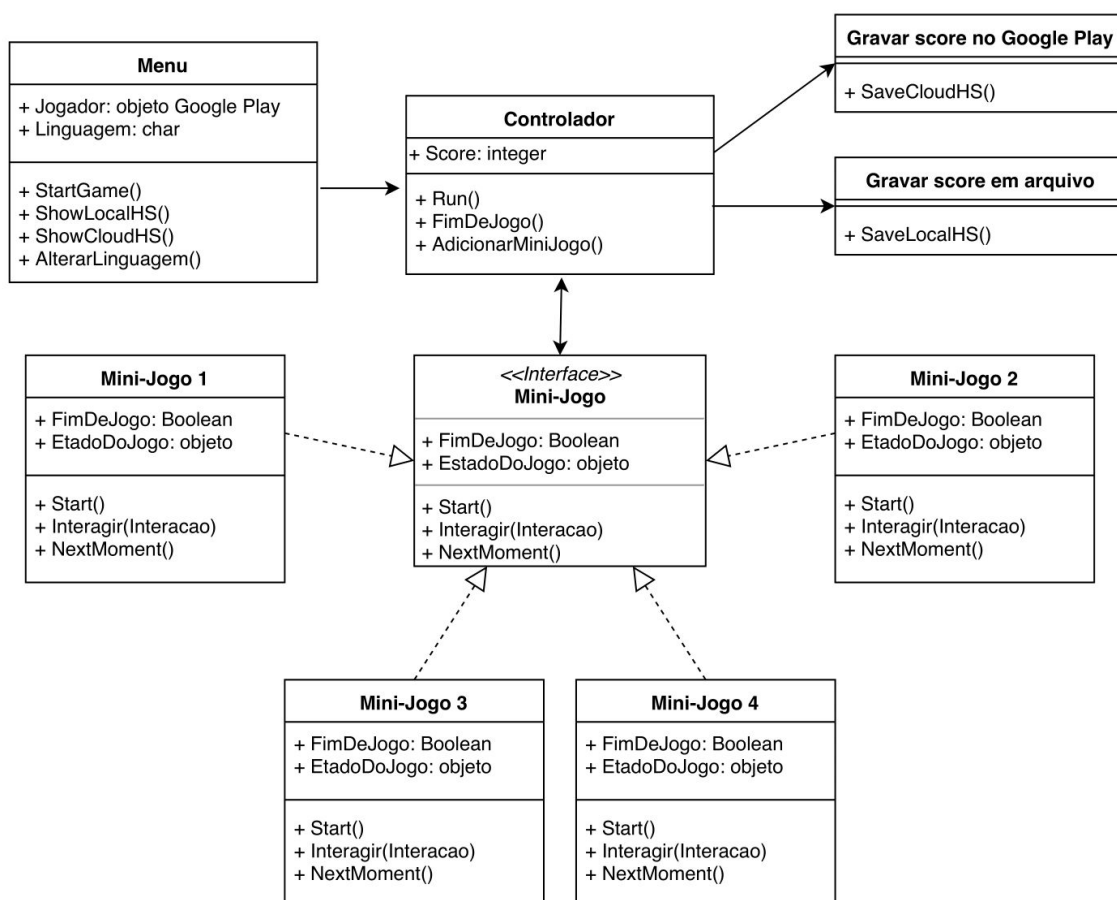 Menu
+ Jogador: objeto Google Play
+ Linguagem: char
+ StartGame()
+ ShowLocalHS()
+ ShowCloudHS()
+ AlterarLinguagem()
Controlador
+ Score: integer
+ Run()
+ FimDeJogo()
+ AdicionarMiniJogo()
Gravar score no Google Play
+ SaveCloudHS()
Gravar score em arquivo
+ SaveLocalHS()
Mini-Jogo 1
+ FimDeJogo: Boolean
+ EtadoDoJogo: objeto
+ Start()
+ Interagir(Interacao)
+ NextMoment()
<<Interface>>
Mini-Jogo
+ FimDeJogo: Boolean
+ EstadoDoJogo: objeto
+ Start()
+ Interagir(Interacao)
+ NextMoment()
Mini-Jogo 2
+ FimDeJogo: Boolean
+ EtadoDoJogo: objeto
+ Start()
+ Interagir(Interacao)
+ NextMoment()
Mini-Jogo 3
+ FimDeJogo: Boolean
+ EtadoDoJogo: objeto
+ Start()
+ Interagir(Interacao)
+ NextMoment()
Mini-Jogo 4
+ FimDeJogo: Boolean
+ EtadoDoJogo: objeto
+ Start()
+ Interagir(Interacao)
+ NextMoment()